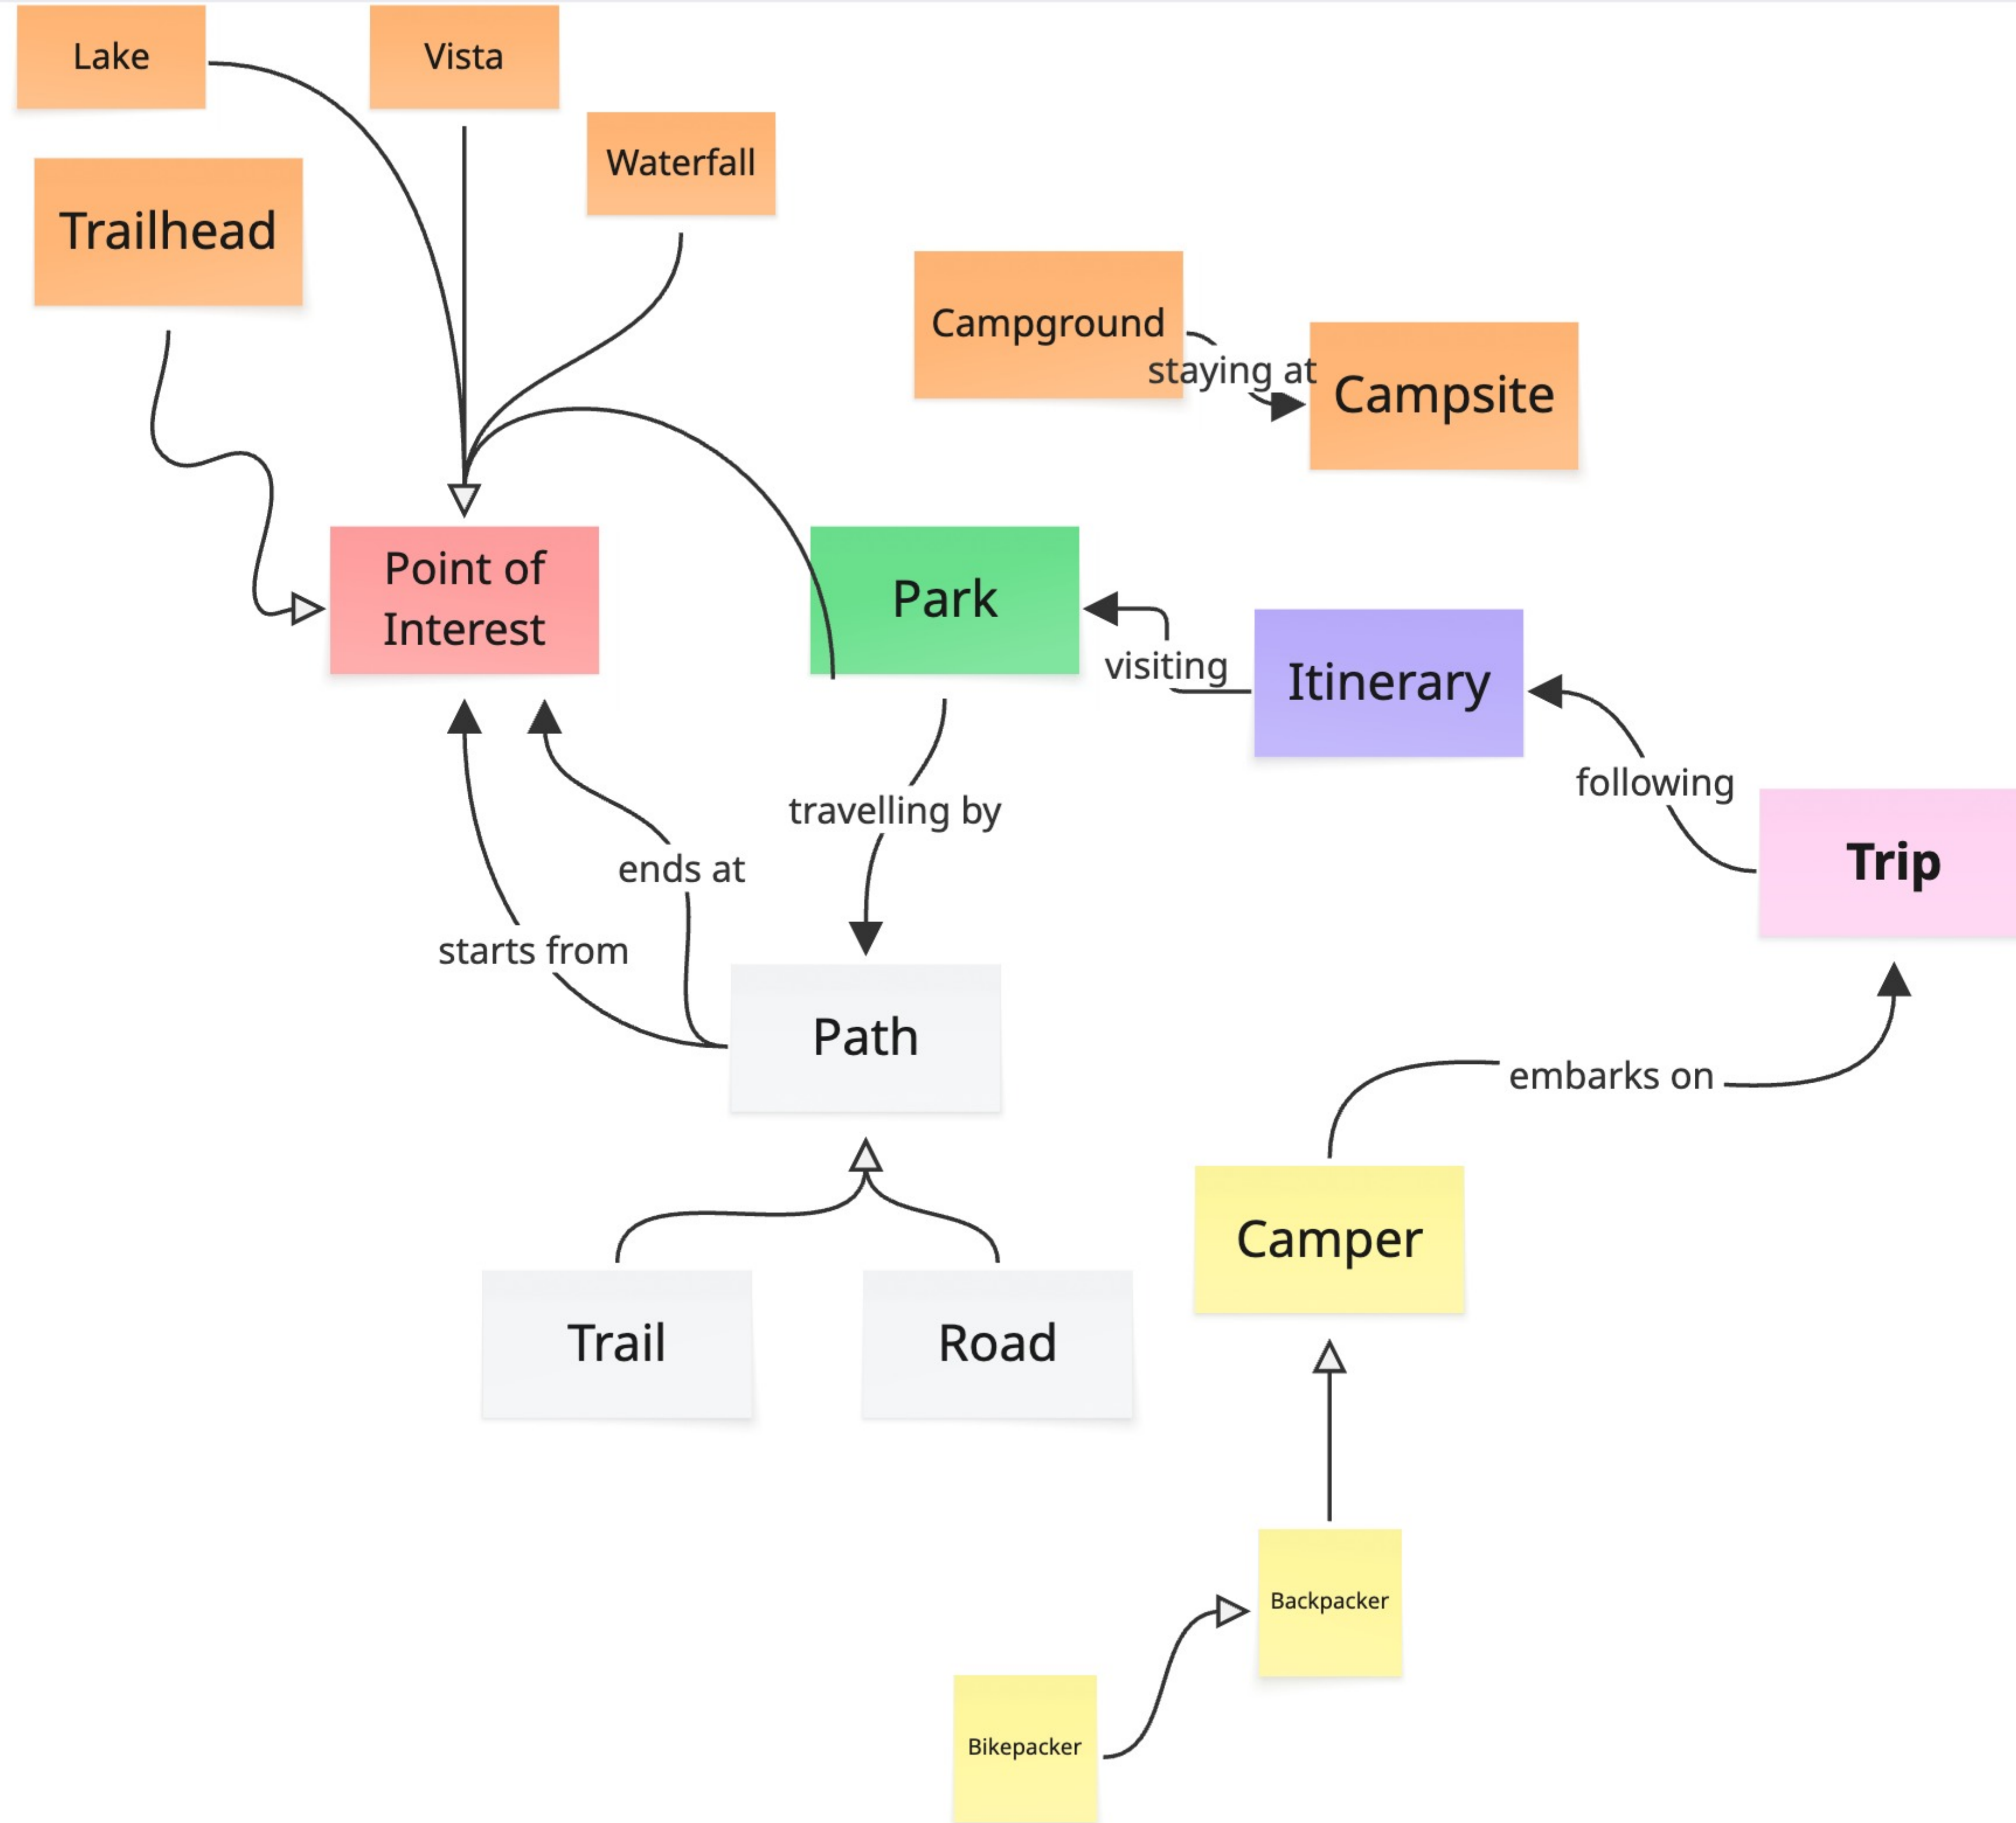 Lake
Vista
Waterfall
Trailhead
Campground
staying at
Campsite
Point of
Interest
Park
visiting
Itinerary
following
travelling by
Trip
ends at
starts from
Path
embarks on
Camper
Trail
Road
Backpacker
Bikepacker